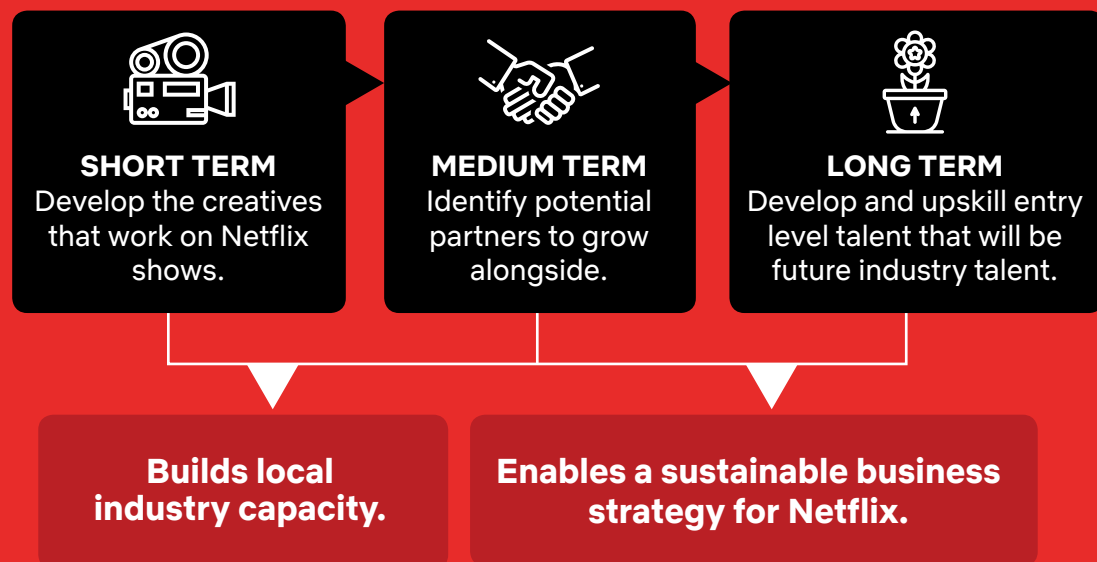 SHORT TERM
Develop the creatives
that work on Netflix
shows.
MEDIUM TERM
Identify potential
partners to grow
alongside.
LONG TERM
Develop and upskill entry
level talent that will be
future industry talent.
Builds local
industry capacity.
Enables a sustainable business
strategy for Netflix.